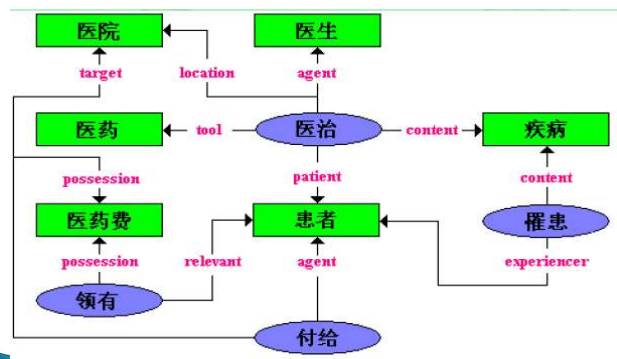 医院 医生
target location agent
医药 tool 医治 content 疾病
possession patient content
医药费 患者 罹患
possession relevant agent experiencer
领有
付给